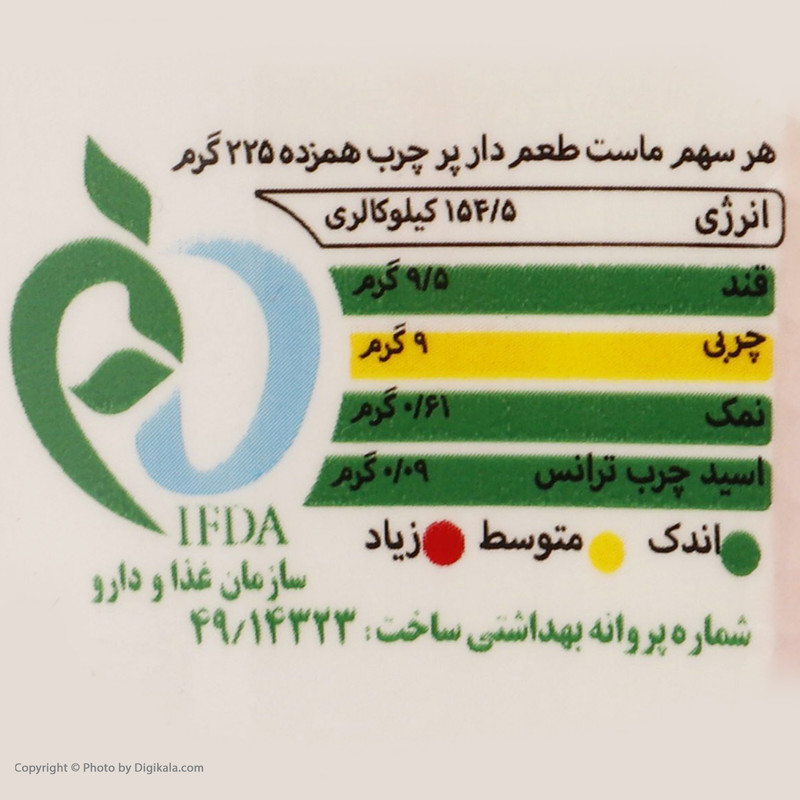 هر سهم ماست طعم دار پر چرب همزده ۲۲۵ گرم
انرژی ۱۵۴/۵ کیلوکالری
قند ۹/۵ گرم
چربی ۹ گرم
نمک ۰/۶۱ گرم
اسید چرب ترانس ۰/۰۹ گرم
اندک متوسط زیاد
IFDA
سازمان غذا و دارو
شماره پروانه بهداشتی ساخت: ۴۹/۱۴۳۲۳
Copyright © Photo by Digikala.com